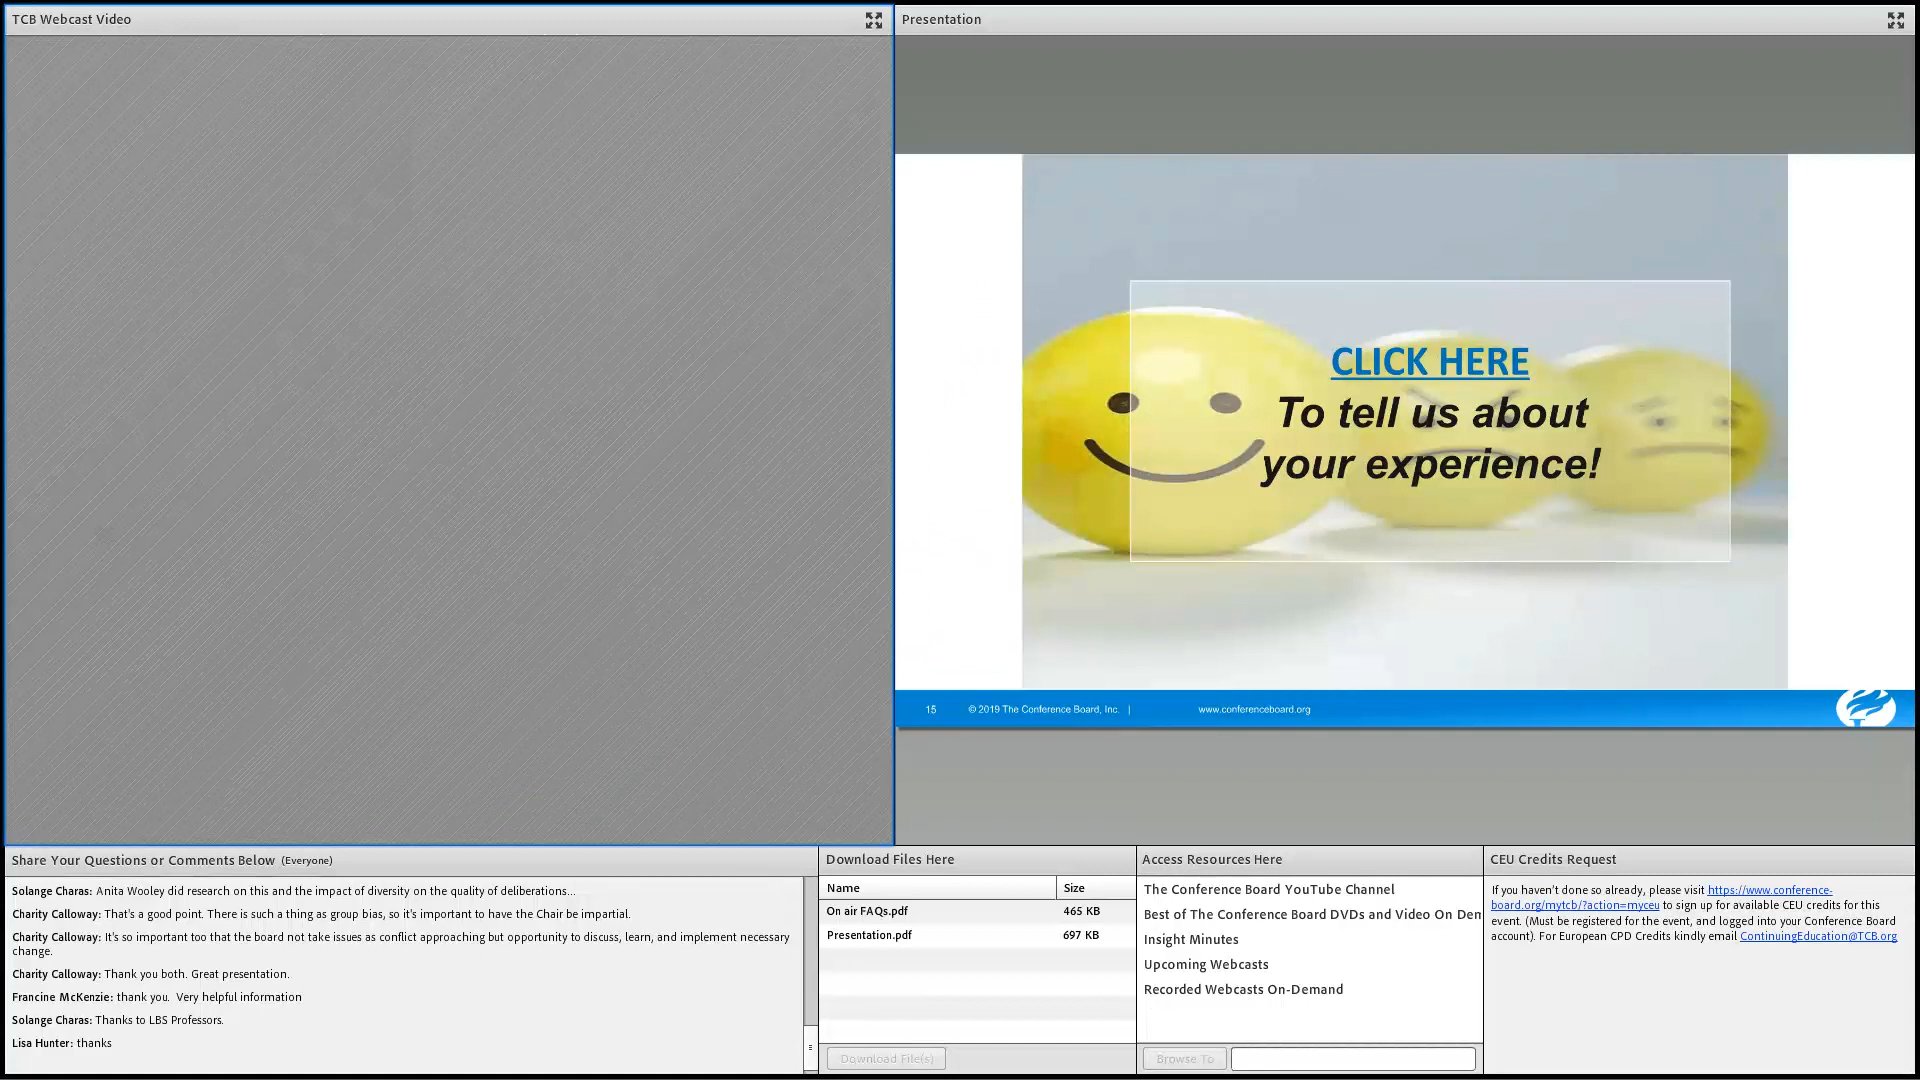 TCB Webcast Video
Presentation
CLICK HERE
To tell us about
your experience!
15 © 2019 The Conference Board, Inc. | www.conferenceboard.org
Share Your Questions or Comments Below (Everyone)
Solange Charas: Anita Wooley did research on this and the impact of diversity on the quality of deliberations...
Charity Calloway: That's a good point. There is such a thing as group bias, so it's important to have the Chair be impartial.
Charity Calloway: It's so important too that the board not take issues as conflict approaching but opportunity to discuss, learn, and implement necessary
change.
Charity Calloway: Thank you both. Great presentation.
Francine McKenzie: thank you. Very helpful information
Solange Charas: Thanks to LBS Professors.
Lisa Hunter: thanks
Download Files Here
Name Size
On air FAQs.pdf 465 KB
Presentation.pdf 697 KB
Download File(s)
Access Resources Here
The Conference Board YouTube Channel
Best of The Conference Board DVDs and Video On Den
Insight Minutes
Upcoming Webcasts
Recorded Webcasts On-Demand
Browse To
CEU Credits Request
If you haven't done so already, please visit https://www.conference-
board.org/mytcb/?action=myceu to sign up for available CEU credits for this
event. (Must be registered for the event, and logged into your Conference Board
account). For European CPD Credits kindly email ContinuingEducation@TCB.org